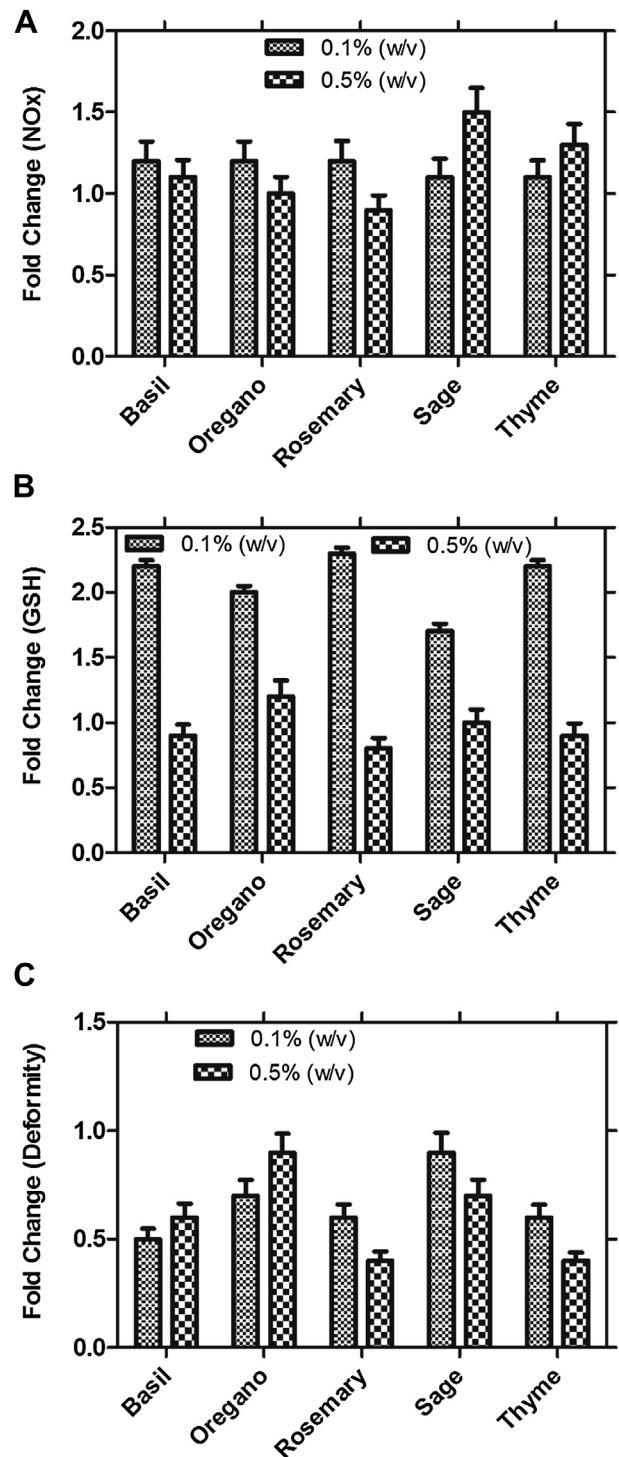 A
Fold Change (NOx)
2.0
1.5
1.0
0.5
0.0
0.1% (w/v)
0.5% (w/v)
Basil
Oregano
Rosemary
Sage
Thyme
B
Fold Change (GSH)
2.5
2.0
1.5
1.0
0.5
0.0
0.1% (w/v)
0.5% (w/v)
Basil
Oregano
Rosemary
Sage
Thyme
C
Fold Change (Deformity)
1.5
1.0
0.5
0.0
0.1% (w/v)
0.5% (w/v)
Basil
Oregano
Rosemary
Sage
Thyme